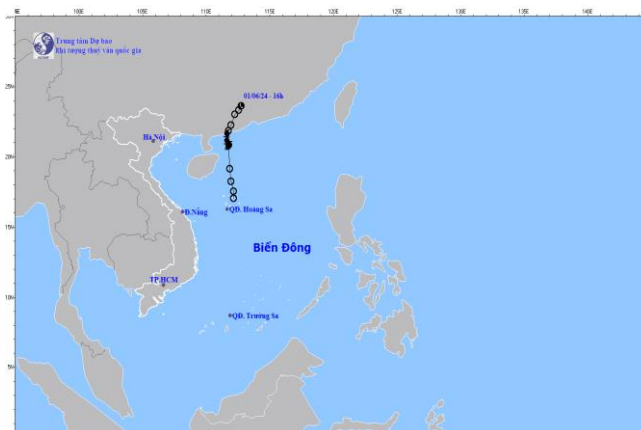 9E
100E
105E
110E
115E
120E
125E
130E
135E
140E
Trung tâm Dự báo
Khí tượng thuỷ văn quốc gia
25N
01/06/24 - 16h
Hà Nội
20N
Đ.Nẵng
QĐ. Hoàng Sa
15N
Biển Đông
TP.HCM
10N
QĐ. Trường Sa
5N